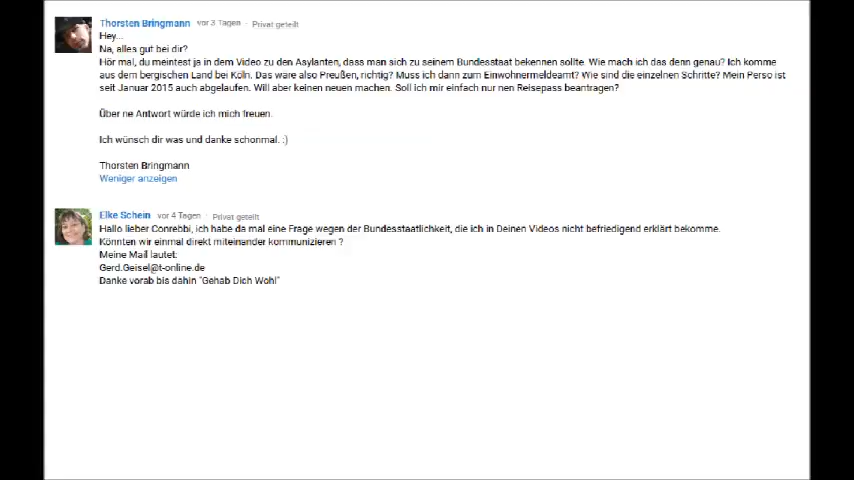 Thorsten Bringmann vor 3 Tagen · Privat geteilt
Hey...
Na, alles gut bei dir?
Hör mal, du meintest ja in dem Video zu den Asylanten, dass man sich zu seinem Bundesstaat bekennen sollte. Wie mach ich das denn genau? Ich komme
aus dem bergischen Land bei Köln. Das wäre also Preußen, richtig? Muss ich dann zum Einwohnermeldeamt? Wie sind die einzelnen Schritte? Mein Perso ist
seit Januar 2015 auch abgelaufen. Will aber keinen neuen machen. Soll ich mir einfach nur nen Reisepass beantragen?
Über ne Antwort würde ich mich freuen.
Ich wünsch dir was und danke schonmal. :)
Thorsten Bringmann
Weniger anzeigen
Elke Schein vor 4 Tagen · Privat geteilt
Hallo lieber Conrebbi, ich habe da mal eine Frage wegen der Bundesstaatlichkeit, die ich in Deinen Videos nicht befriedigend erklärt bekomme.
Könnten wir einmal direkt miteinander kommunizieren ?
Meine Mail lautet:
Gerd.Geisel@t-online.de
Danke vorab bis dahin "Gehab Dich Wohl"